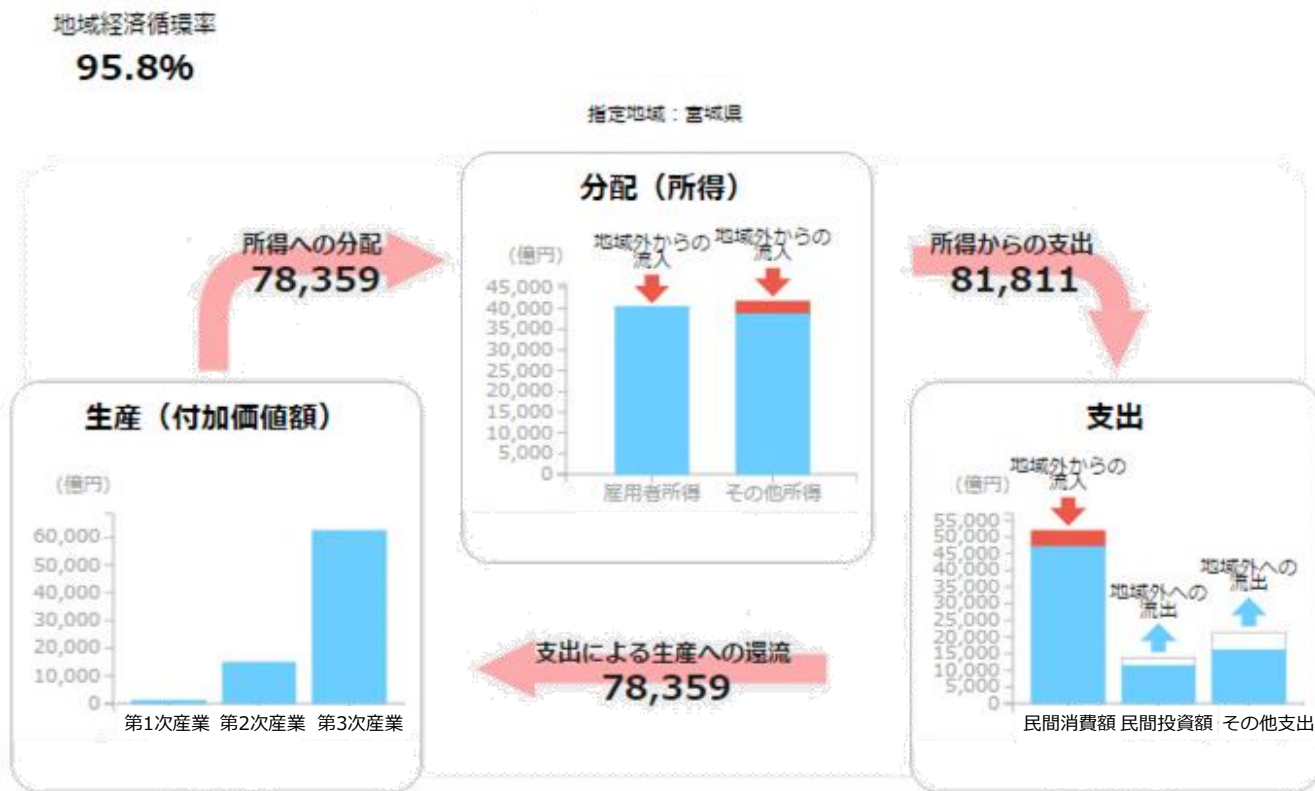 地域経済循環率
95.8%
指定地域：宮城県
分配（所得）
所得への分配
78,359
（億円）
地域外からの
流入
地域外からの
流入
45,000
40,000
35,000
30,000
25,000
20,000
15,000
10,000
5,000
0
雇用者所得
その他所得
所得からの支出
81,811
生産（付加価値額）
（億円）
60,000
50,000
40,000
30,000
20,000
10,000
0
第1次産業
第2次産業
第3次産業
支出
（億円）
地域外からの
流入
地域外への
流出
地域外への
流出
55,000
50,000
45,000
40,000
35,000
30,000
25,000
20,000
15,000
10,000
5,000
0
民間消費額
民間投資額
その他支出
支出による生産への還流
78,359